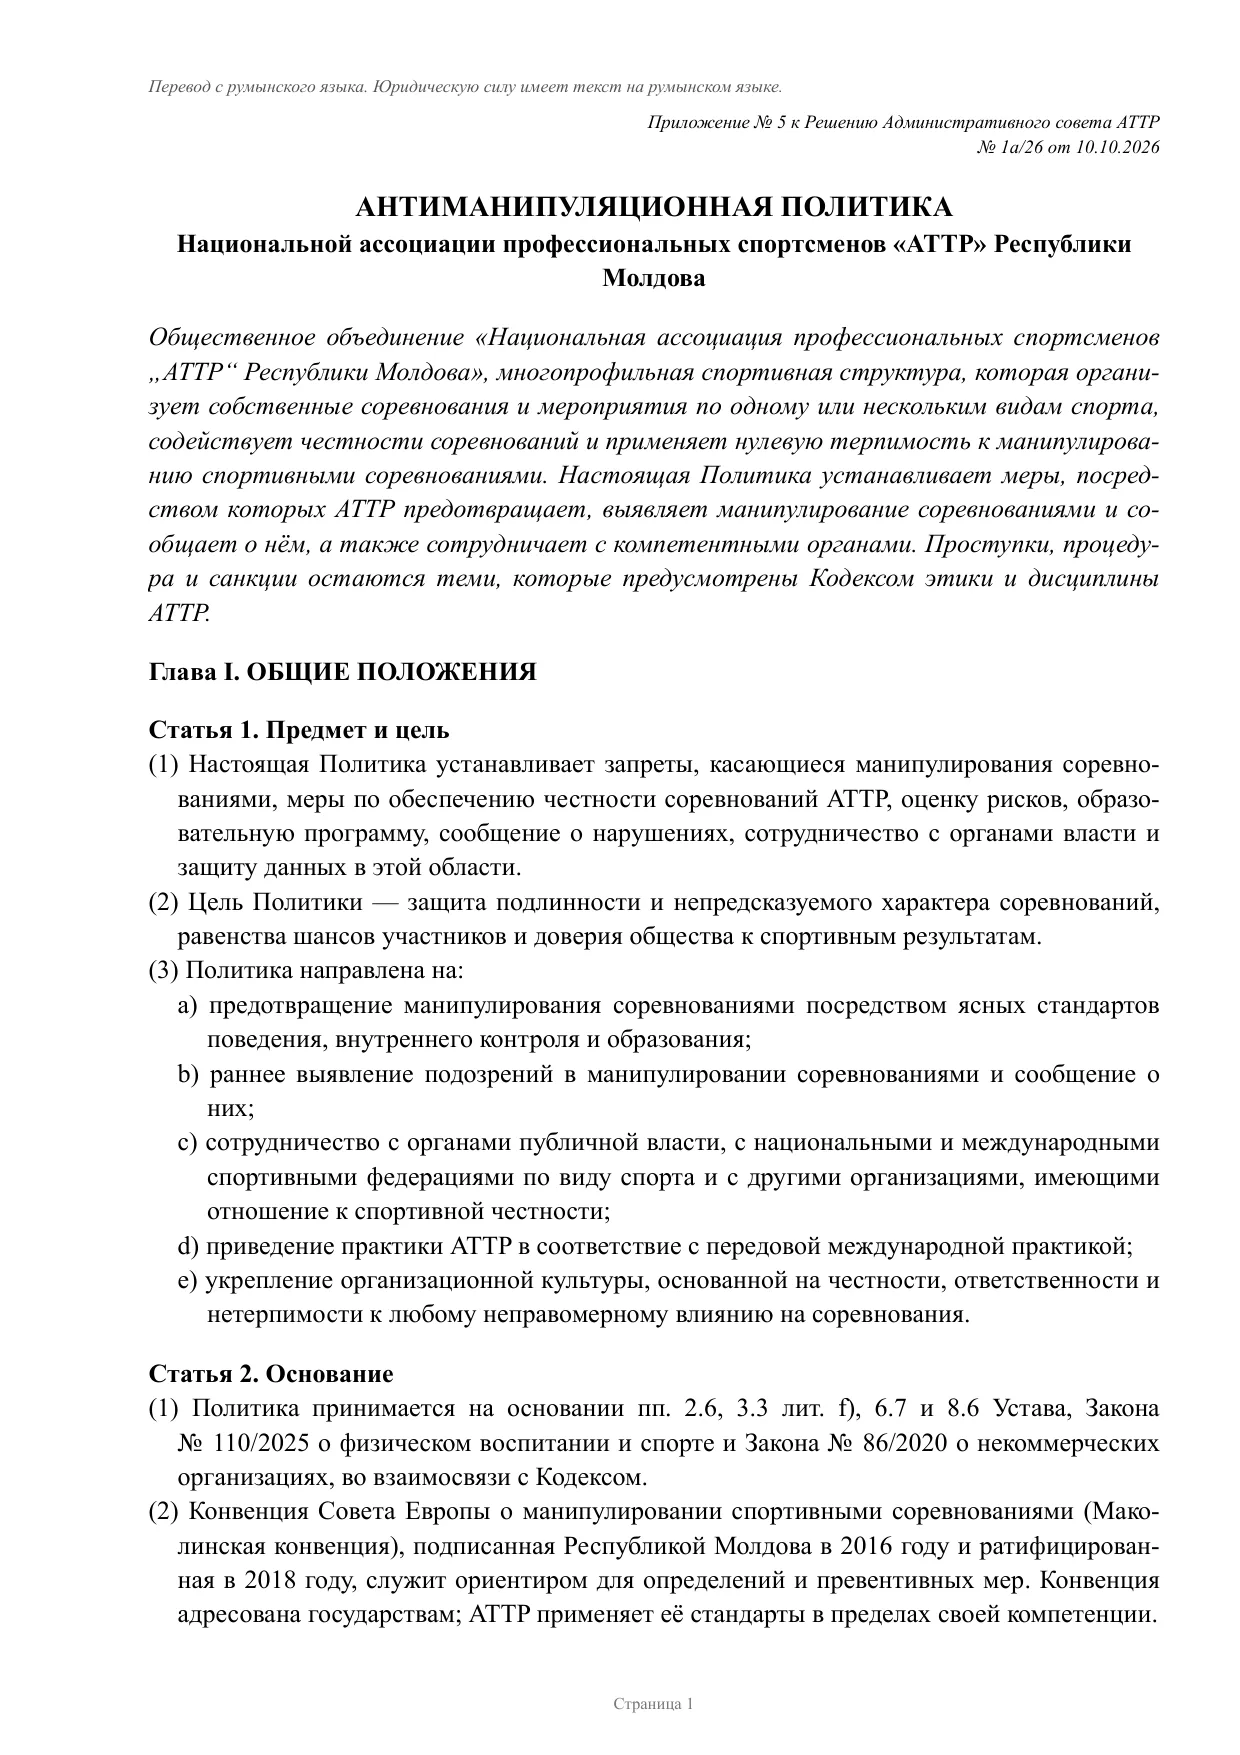 Перевод с румынского языка. Юридическую силу имеет текст на румынском языке.
Приложение № 5 к Решению Административного совета АТТР
№ 1a/26 от 10.10.2026
АНТИМАНИПУЛЯЦИОННАЯ ПОЛИТИКА
Национальной ассоциации профессиональных спортсменов «АТТР» Республики
Молдова
Общественное объединение «Национальная ассоциация профессиональных спортсменов
„АТТР“ Республики Молдова», многопрофильная спортивная структура, которая органи-
зует собственные соревнования и мероприятия по одному или нескольким видам спорта,
содействует честности соревнований и применяет нулевую терпимость к манипулирова-
нию спортивными соревнованиями. Настоящая Политика устанавливает меры, посред-
ством которых АТТР предотвращает, выявляет манипулирование соревнованиями и со-
общает о нём, а также сотрудничает с компетентными органами. Проступки, процеду-
ра и санкции остаются теми, которые предусмотрены Кодексом этики и дисциплины
АТТР.
Глава I. ОБЩИЕ ПОЛОЖЕНИЯ
Статья 1. Предмет и цель
(1) Настоящая Политика устанавливает запреты, касающиеся манипулирования соревно-
ваниями, меры по обеспечению честности соревнований АТТР, оценку рисков, образо-
вательную программу, сообщение о нарушениях, сотрудничество с органами власти и
защиту данных в этой области.
(2) Цель Политики — защита подлинности и непредсказуемого характера соревнований,
равенства шансов участников и доверия общества к спортивным результатам.
(3) Политика направлена на:
a) предотвращение манипулирования соревнованиями посредством ясных стандартов
поведения, внутреннего контроля и образования;
b) раннее выявление подозрений в манипулировании соревнованиями и сообщение о
них;
c) сотрудничество с органами публичной власти, с национальными и международными
спортивными федерациями по виду спорта и с другими организациями, имеющими
отношение к спортивной честности;
d) приведение практики АТТР в соответствие с передовой международной практикой;
e) укрепление организационной культуры, основанной на честности, ответственности и
нетерпимости к любому неправомерному влиянию на соревнования.
Статья 2. Основание
(1) Политика принимается на основании пп. 2.6, 3.3 лит. f), 6.7 и 8.6 Устава, Закона
№ 110/2025 о физическом воспитании и спорте и Закона № 86/2020 о некоммерческих
организациях, во взаимосвязи с Кодексом.
(2) Конвенция Совета Европы о манипулировании спортивными соревнованиями (Мако-
линская конвенция), подписанная Республикой Молдова в 2016 году и ратифицирован-
ная в 2018 году, служит ориентиром для определений и превентивных мер. Конвенция
адресована государствам; АТТР применяет её стандарты в пределах своей компетенции.
Страница 1